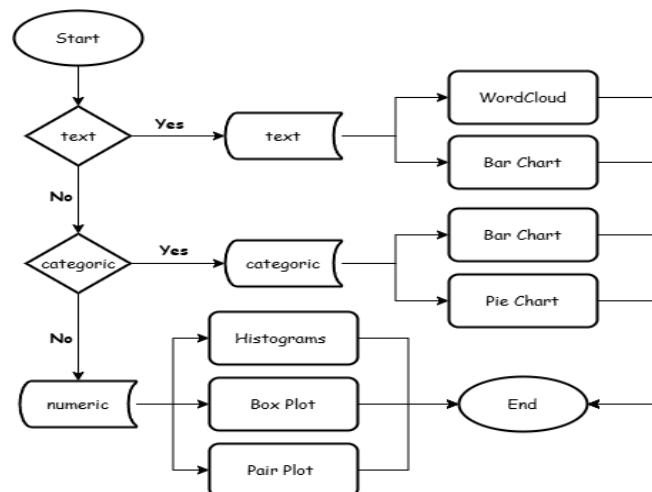 Start
text
Yes
text
WordCloud
Bar Chart
No
categoric
Yes
categoric
Bar Chart
Pie Chart
No
numeric
Histograms
Box Plot
Pair Plot
End